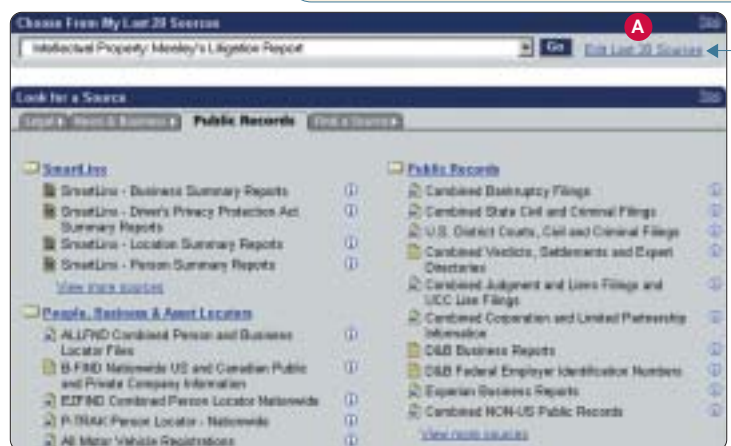 Choose From My Last 20 Sources
Hide
A
Intellectual Property: Mealey's Litigation Report
Go
Edit Last 20 Sources
Look for a Source
Hide
Legal
News & Business
Public Records
Find a Source
SmartLinx
SmartLinx - Business Summary Reports
SmartLinx - Driver's Privacy Protection Act
Summary Reports
SmartLinx - Location Summary Reports
SmartLinx - Person Summary Reports
View more sources
People, Business & Asset Locators
ALLFND Combined Person and Business
Locator Files
B-FIND Nationwide US and Canadian Public
and Private Company Information
EZFIND Combined Person Locator Nationwide
P-TRAK Person Locator - Nationwide
All Motor Vehicle Registrations
Public Records
Combined Bankruptcy Filings
Combined State Civil and Criminal Filings
U.S. District Courts, Civil and Criminal Filings
Combined Verdicts, Settlements and Expert
Directories
Combined Judgment and Liens Filings and
UCC Lien Filings
Combined Corporation and Limited Partnership
Information
D&B Business Reports
D&B Federal Employer Identification Numbers
Experian Business Reports
Combined NON-US Public Records
View more sources